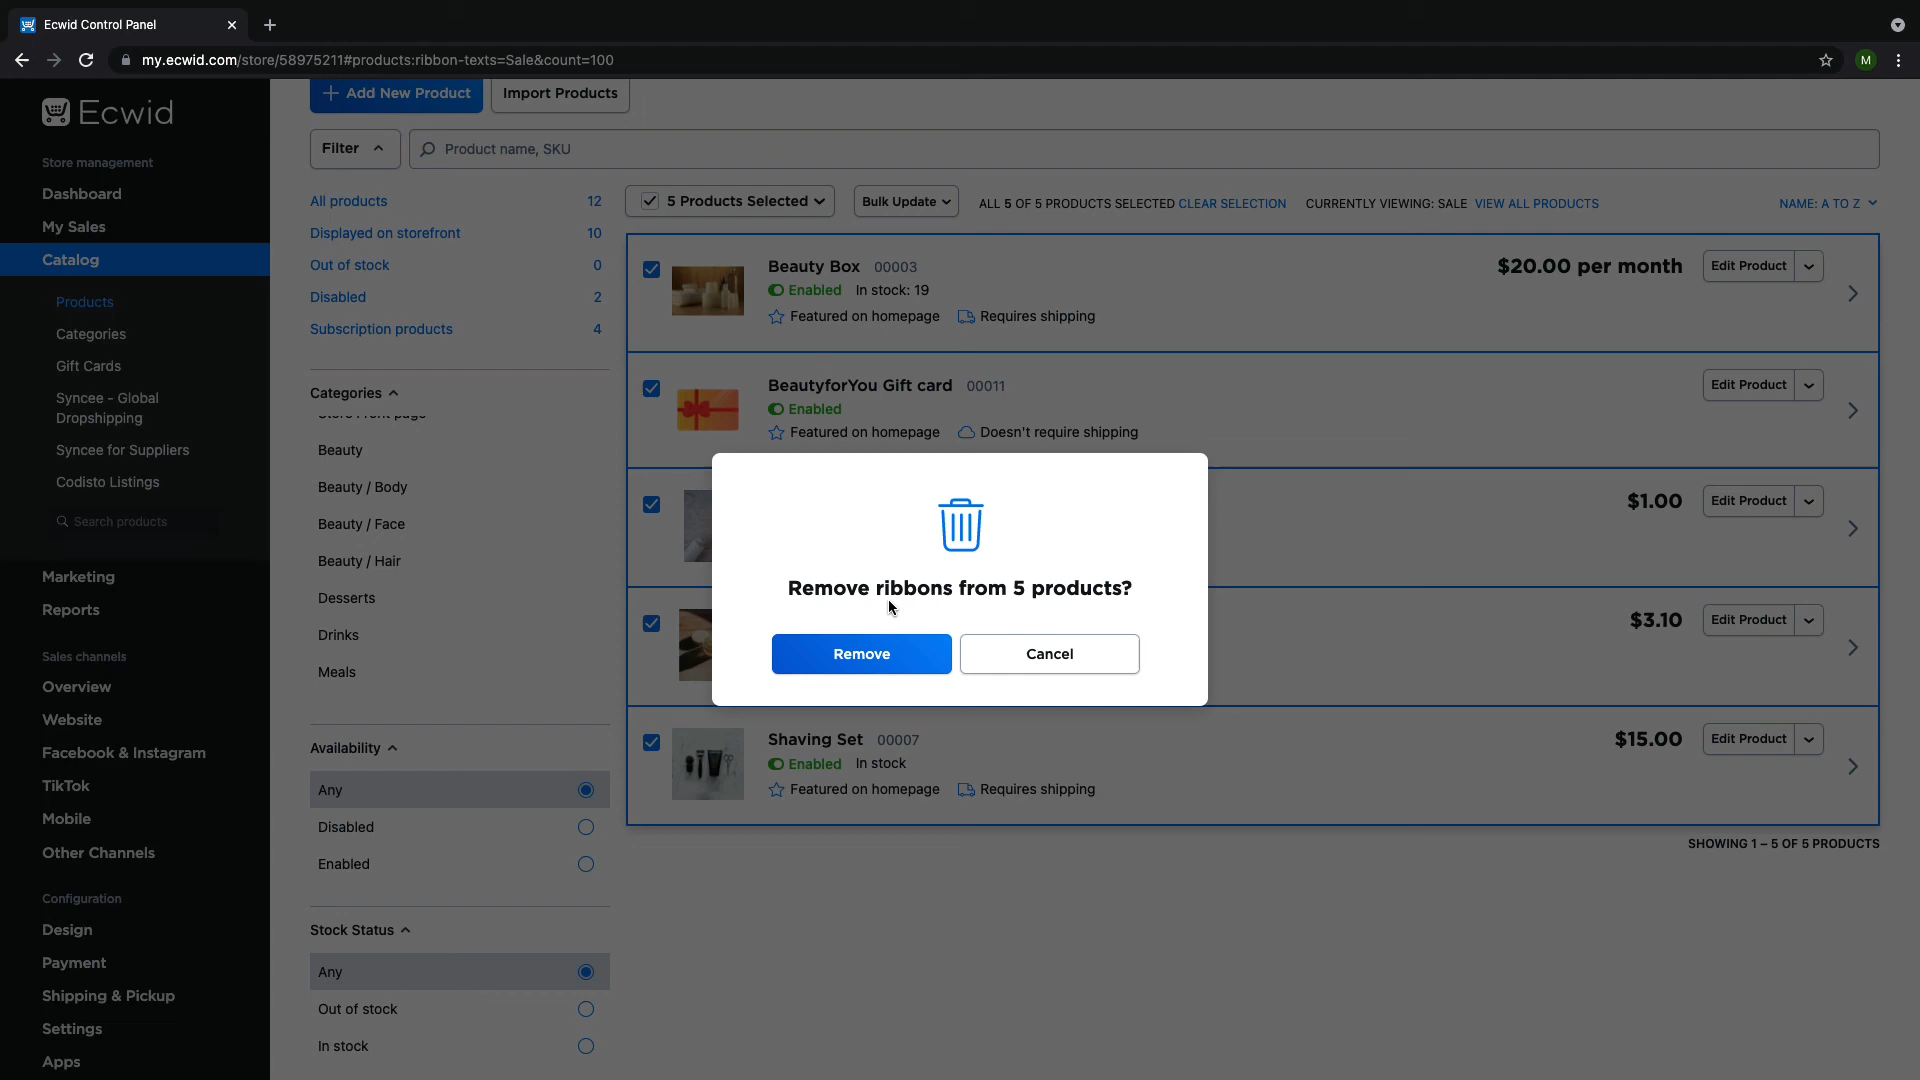 Ecwid Control Panel
my.ecwid.com/store/58975211#products:ribbon-texts=Sale&count=100
M
Ecwid
Store management
Dashboard
My Sales
Catalog
Products
Categories
Gift Cards
Syncee - Global
Dropshipping
Syncee for Suppliers
Codisto Listings
Search products
Marketing
Reports
Sales channels
Overview
Website
Facebook & Instagram
TikTok
Mobile
Other Channels
Configuration
Design
Payment
Shipping & Pickup
Settings
Apps
Add New Product
Import Products
Filter
Product name, SKU
All products 12
Displayed on storefront 10
Out of stock 0
Disabled 2
Subscription products 4
Categories
Store Front page
Beauty
Beauty / Body
Beauty / Face
Beauty / Hair
Desserts
Drinks
Meals
Availability
Any
Disabled
Enabled
Stock Status
Any
Out of stock
In stock
5 Products Selected
Bulk Update
ALL 5 OF 5 PRODUCTS SELECTED CLEAR SELECTION
CURRENTLY VIEWING: SALE VIEW ALL PRODUCTS
NAME: A TO Z
Beauty Box 00003
Enabled In stock: 19
Featured on homepage Requires shipping
$20.00 per month
Edit Product
BeautyforYou Gift card 00011
Enabled
Featured on homepage Doesn't require shipping
Edit Product
$1.00
Edit Product
$3.10
Edit Product
Shaving Set 00007
Enabled In stock
Featured on homepage Requires shipping
$15.00
Edit Product
SHOWING 1 – 5 OF 5 PRODUCTS
Remove ribbons from 5 products?
Remove
Cancel